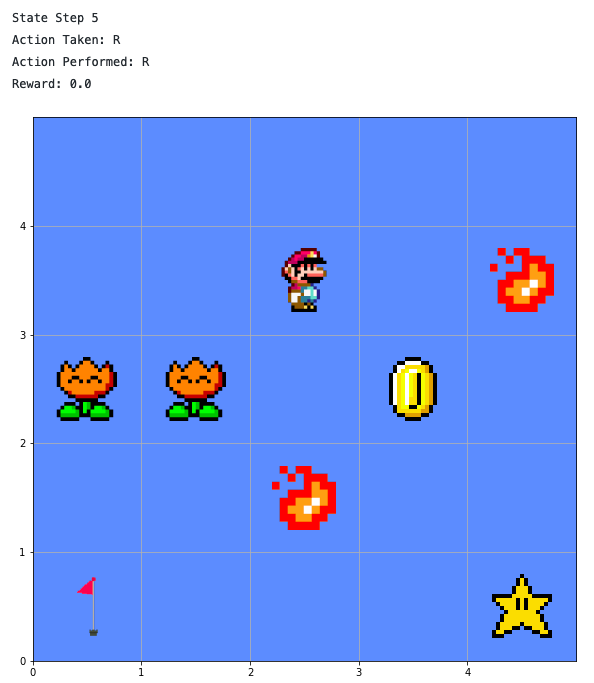 State Step 5
Action Taken: R
Action Performed: R
Reward: 0.0
4
3
2
1
0
0 1 2 3 4